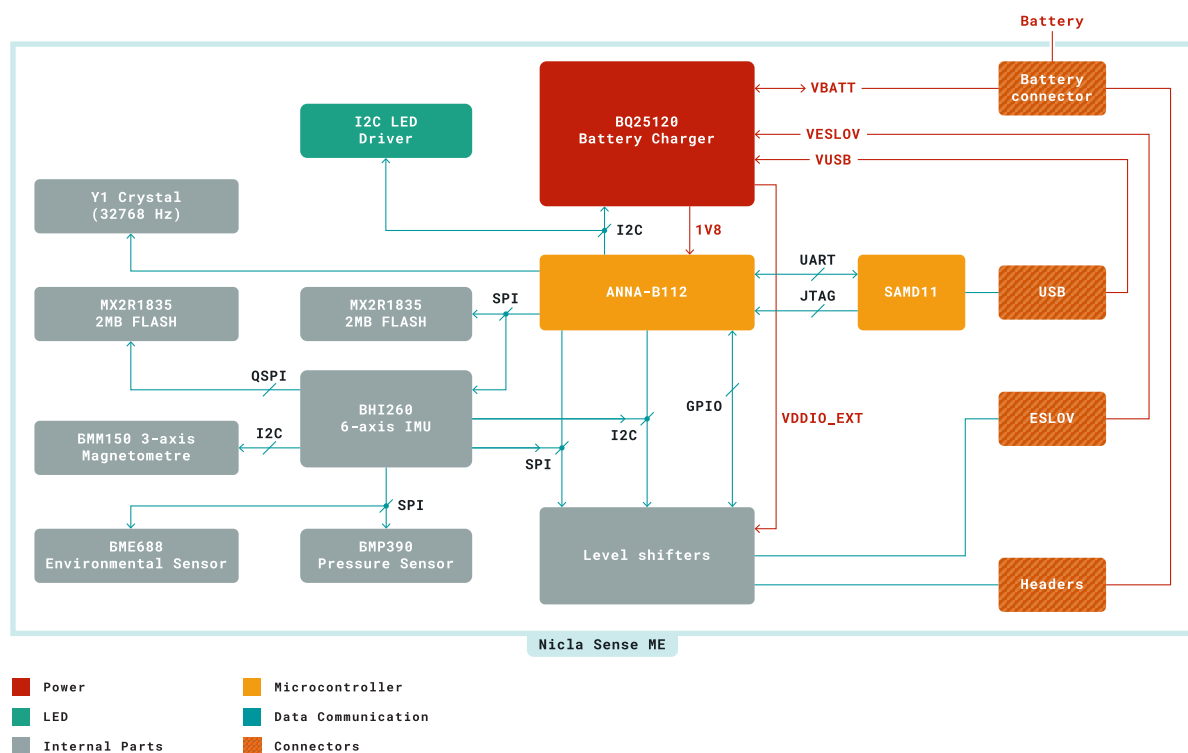 Battery
Battery
connector
I2C LED
Driver
BQ25120
Battery Charger
VBATT
VESLOV
VUSB
Y1 Crystal
(32768 Hz)
I2C
1V8
UART
ANNA-B112
SAMD11
USB
JTAG
MX2R1835
2MB FLASH
MX2R1835
2MB FLASH
SPI
QSPI
BHI260
6-axis IMU
GPIO
VDDIO_EXT
ESLOV
BMM150 3-axis
Magnetometre
I2C
I2C
SPI
SPI
BME688
Environmental Sensor
BMP390
Pressure Sensor
Level shifters
Headers
Nicla Sense ME
Power
Microcontroller
LED
Data Communication
Internal Parts
Connectors